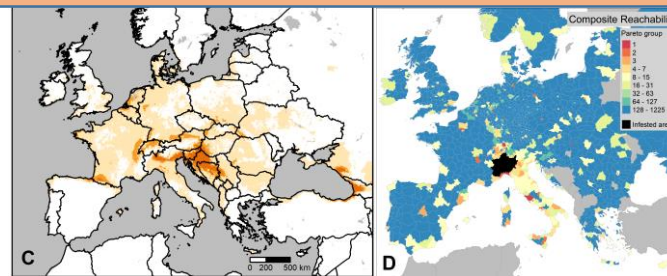 C
0 200 500 km
D
Composite Reachabili
Pareto group
1
2
3
4 - 7
8 - 15
16 - 31
32 - 63
64 - 127
128 - 1225
Infested are